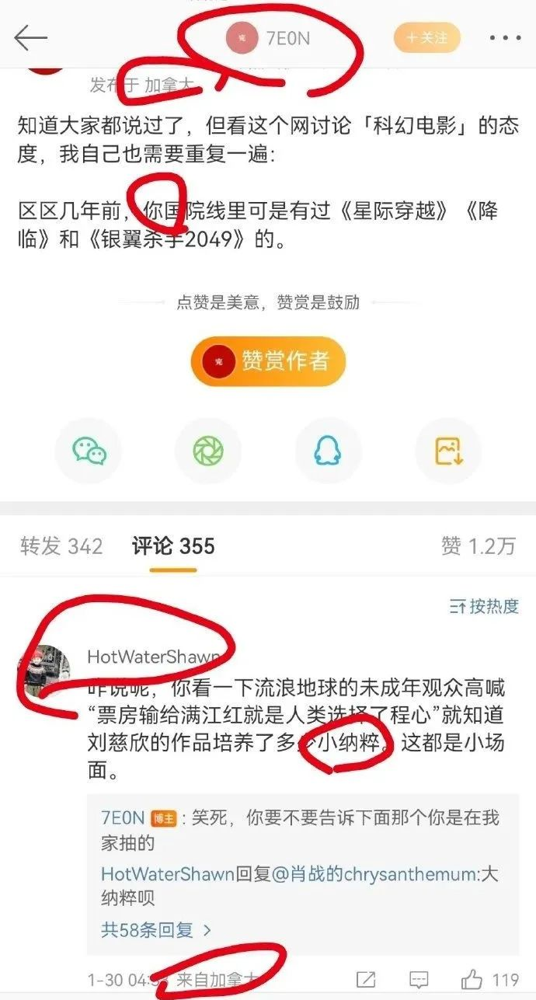 7E0N
+关注
发布于 加拿大
知道大家都说过了，但看这个网讨论「科幻电影」的态
度，我自己也需要重复一遍：
区区几年前，你国院线里可是有过《星际穿越》《降
临》和《银翼杀手2049》的。
点赞是美意，赞赏是鼓励
完 赞赏作者
转发 342 评论 355 赞 1.2万
按热度
HotWaterShawn
咋说呢，你看一下流浪地球的未成年观众高喊
“票房输给满江红就是人类选择了程心”就知道
刘慈欣的作品培养了多少小纳粹。这都是小场
面。
7E0N 博主：笑死，你要不要告诉下面那个你是在我
家抽的
HotWaterShawn回复@肖战的chrysanthemum:大
纳粹呗
共58条回复 >
1-30 04: 来自加拿大 119